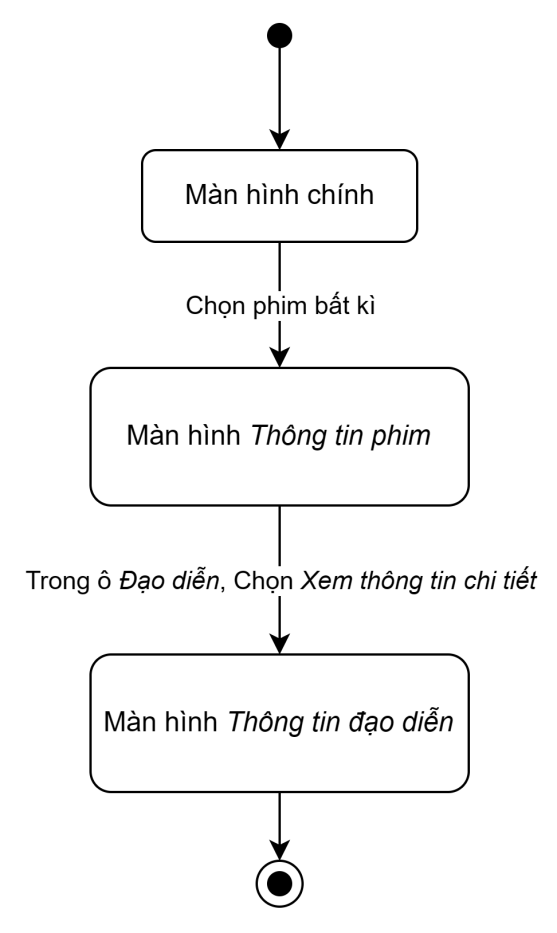 Màn hình chính
Chọn phim bất kì
Màn hình Thông tin phim
Trong ô Đạo diễn, Chọn Xem thông tin chi tiết
Màn hình Thông tin đạo diễn